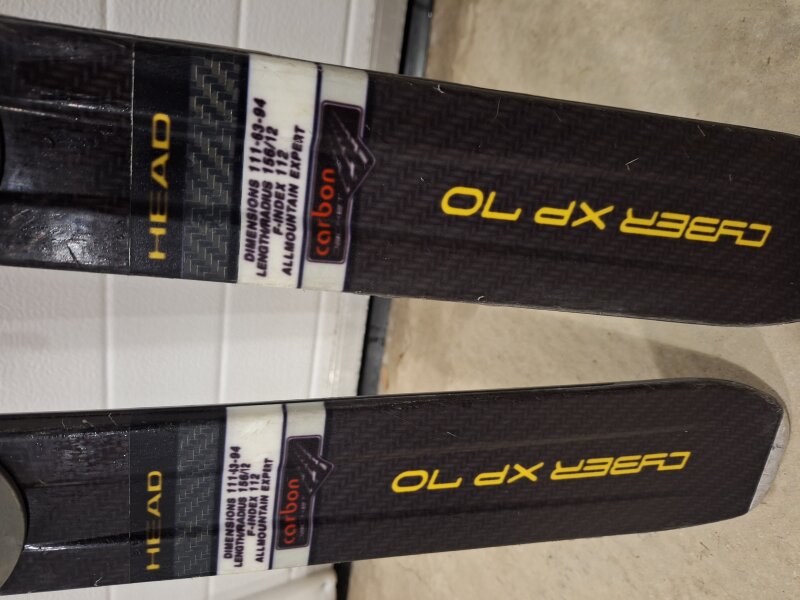 HEAD
DIMENSIONS 111-63-94
LENGTH/RADIUS 156/12
F-INDEX 112
ALLMOUNTAIN EXPERT
carbon
CYBER XP 70
HEAD
DIMENSIONS 111-63-94
LENGTH/RADIUS 156/12
F-INDEX 112
ALLMOUNTAIN EXPERT
carbon
CYBER XP 70